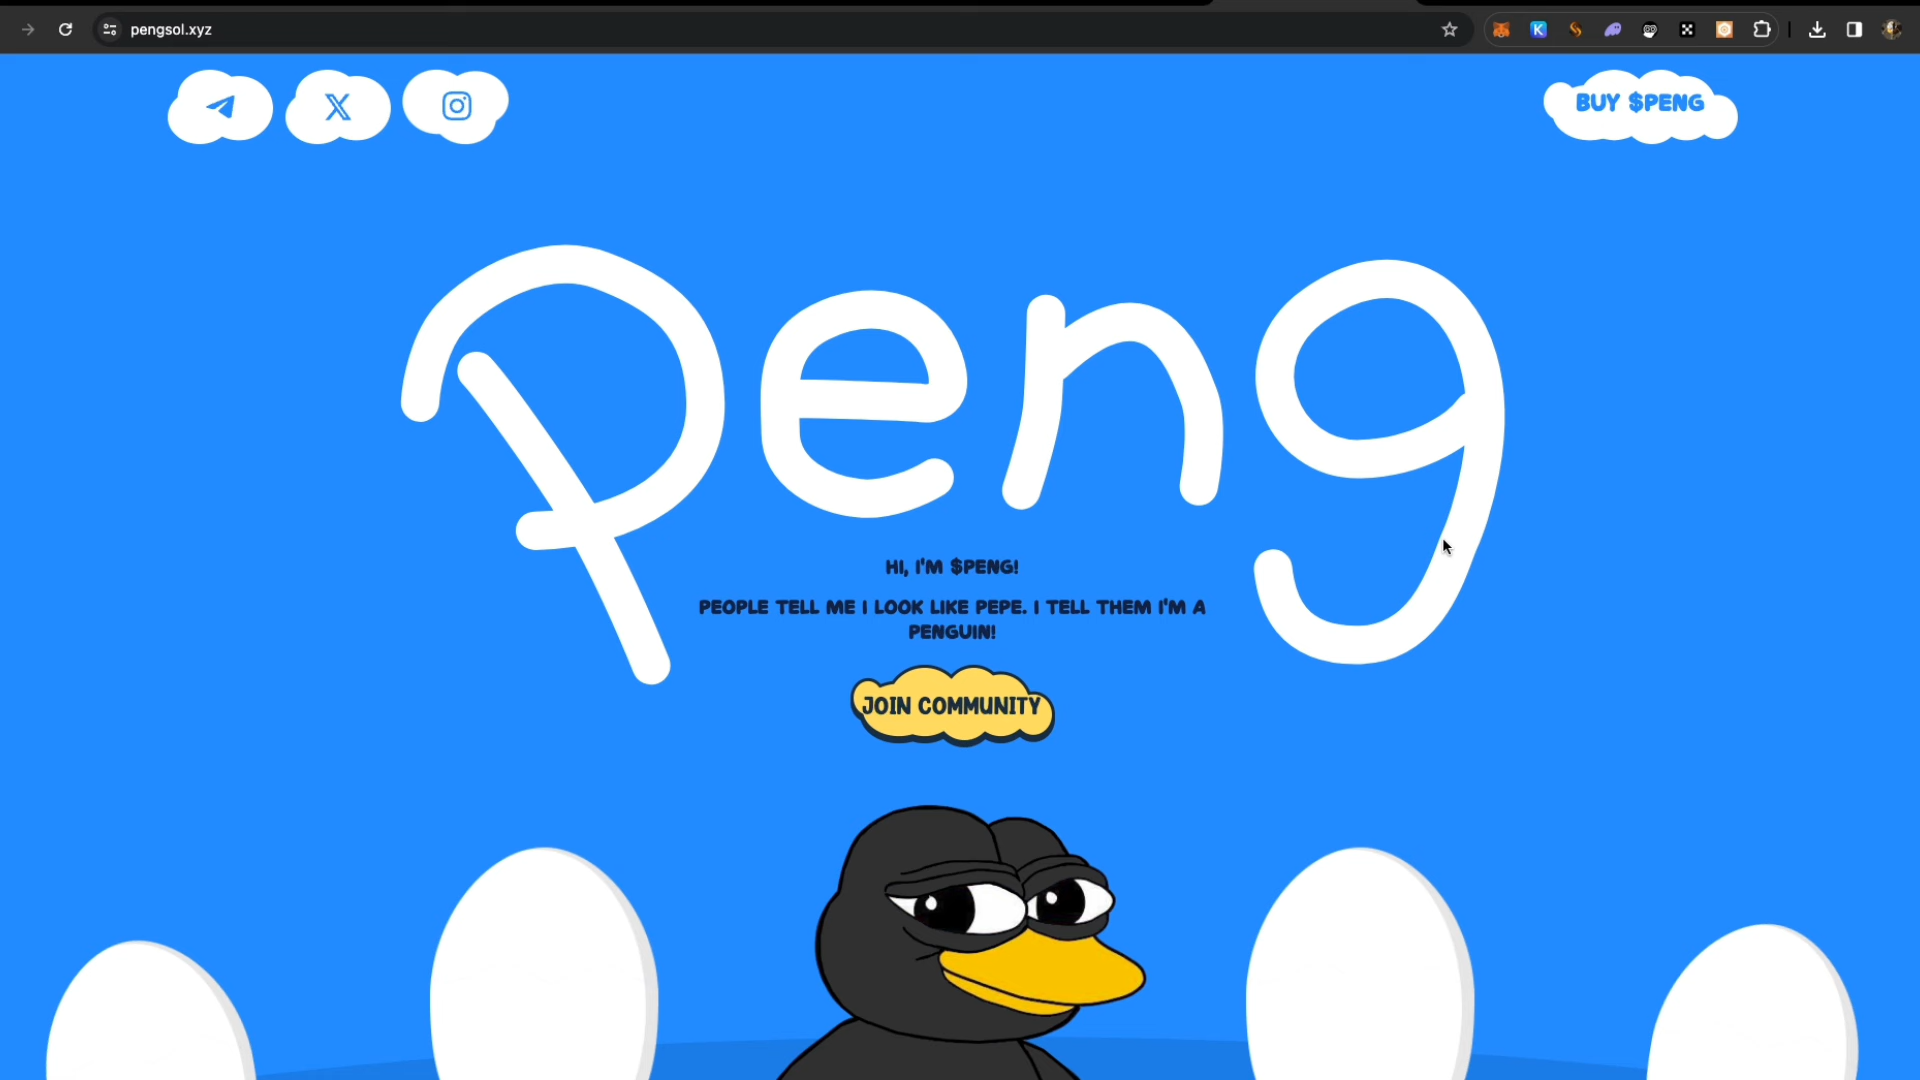 pengsol.xyz
BUY $PENG
Peng
HI, I'M $PENG!
PEOPLE TELL ME I LOOK LIKE PEPE. I TELL THEM I'M A
PENGUIN!
JOIN COMMUNITY